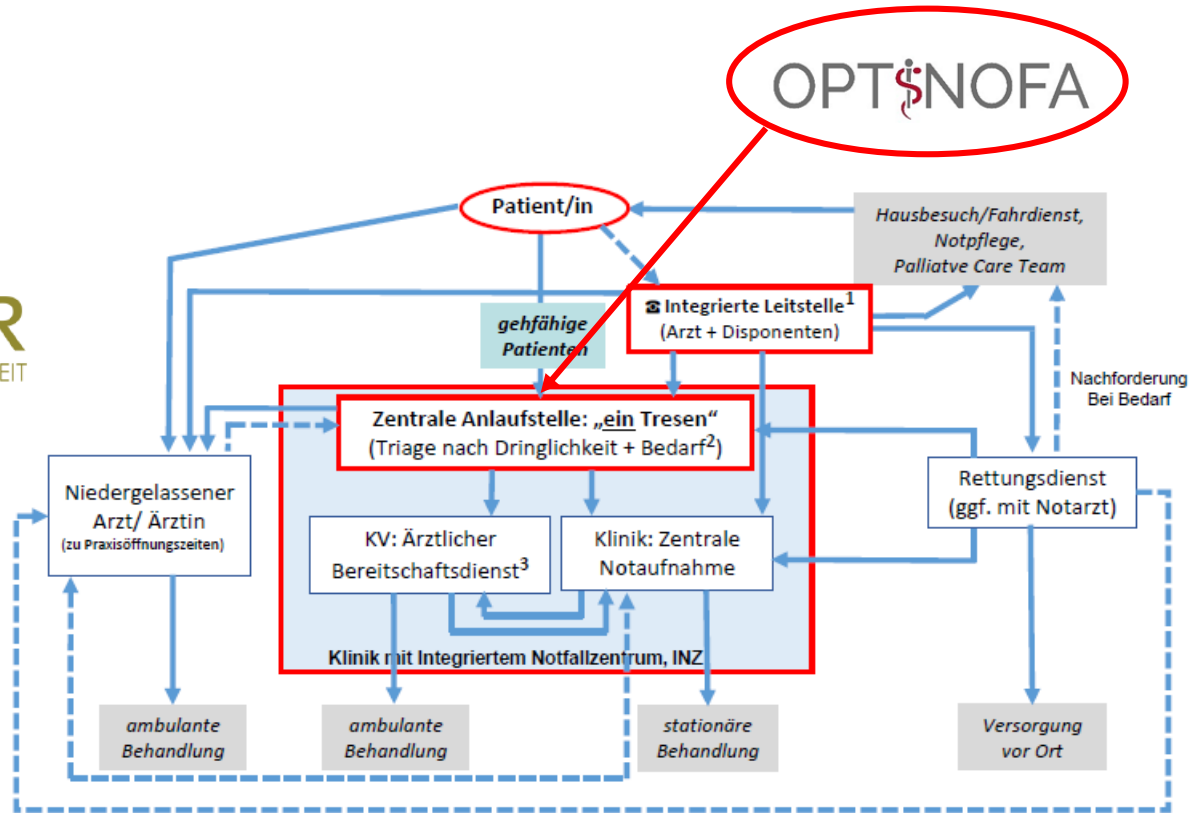 OPTINOFA
Patient/in
Hausbesuch/Fahrdienst,
Notpflege,
Palliatve Care Team
R
EIT
☎ Integrierte Leitstelle¹
(Arzt + Disponenten)
gehfähige
Patienten
Nachforderung
Bei Bedarf
Zentrale Anlaufstelle: „ein Tresen“
(Triage nach Dringlichkeit + Bedarf²)
Niedergelassener
Arzt/ Ärztin
(zu Praxisöffnungszeiten)
Rettungsdienst
(ggf. mit Notarzt)
KV: Ärztlicher
Bereitschaftsdienst³
Klinik: Zentrale
Notaufnahme
Klinik mit Integriertem Notfallzentrum, INZ
ambulante
Behandlung
ambulante
Behandlung
stationäre
Behandlung
Versorgung
vor Ort